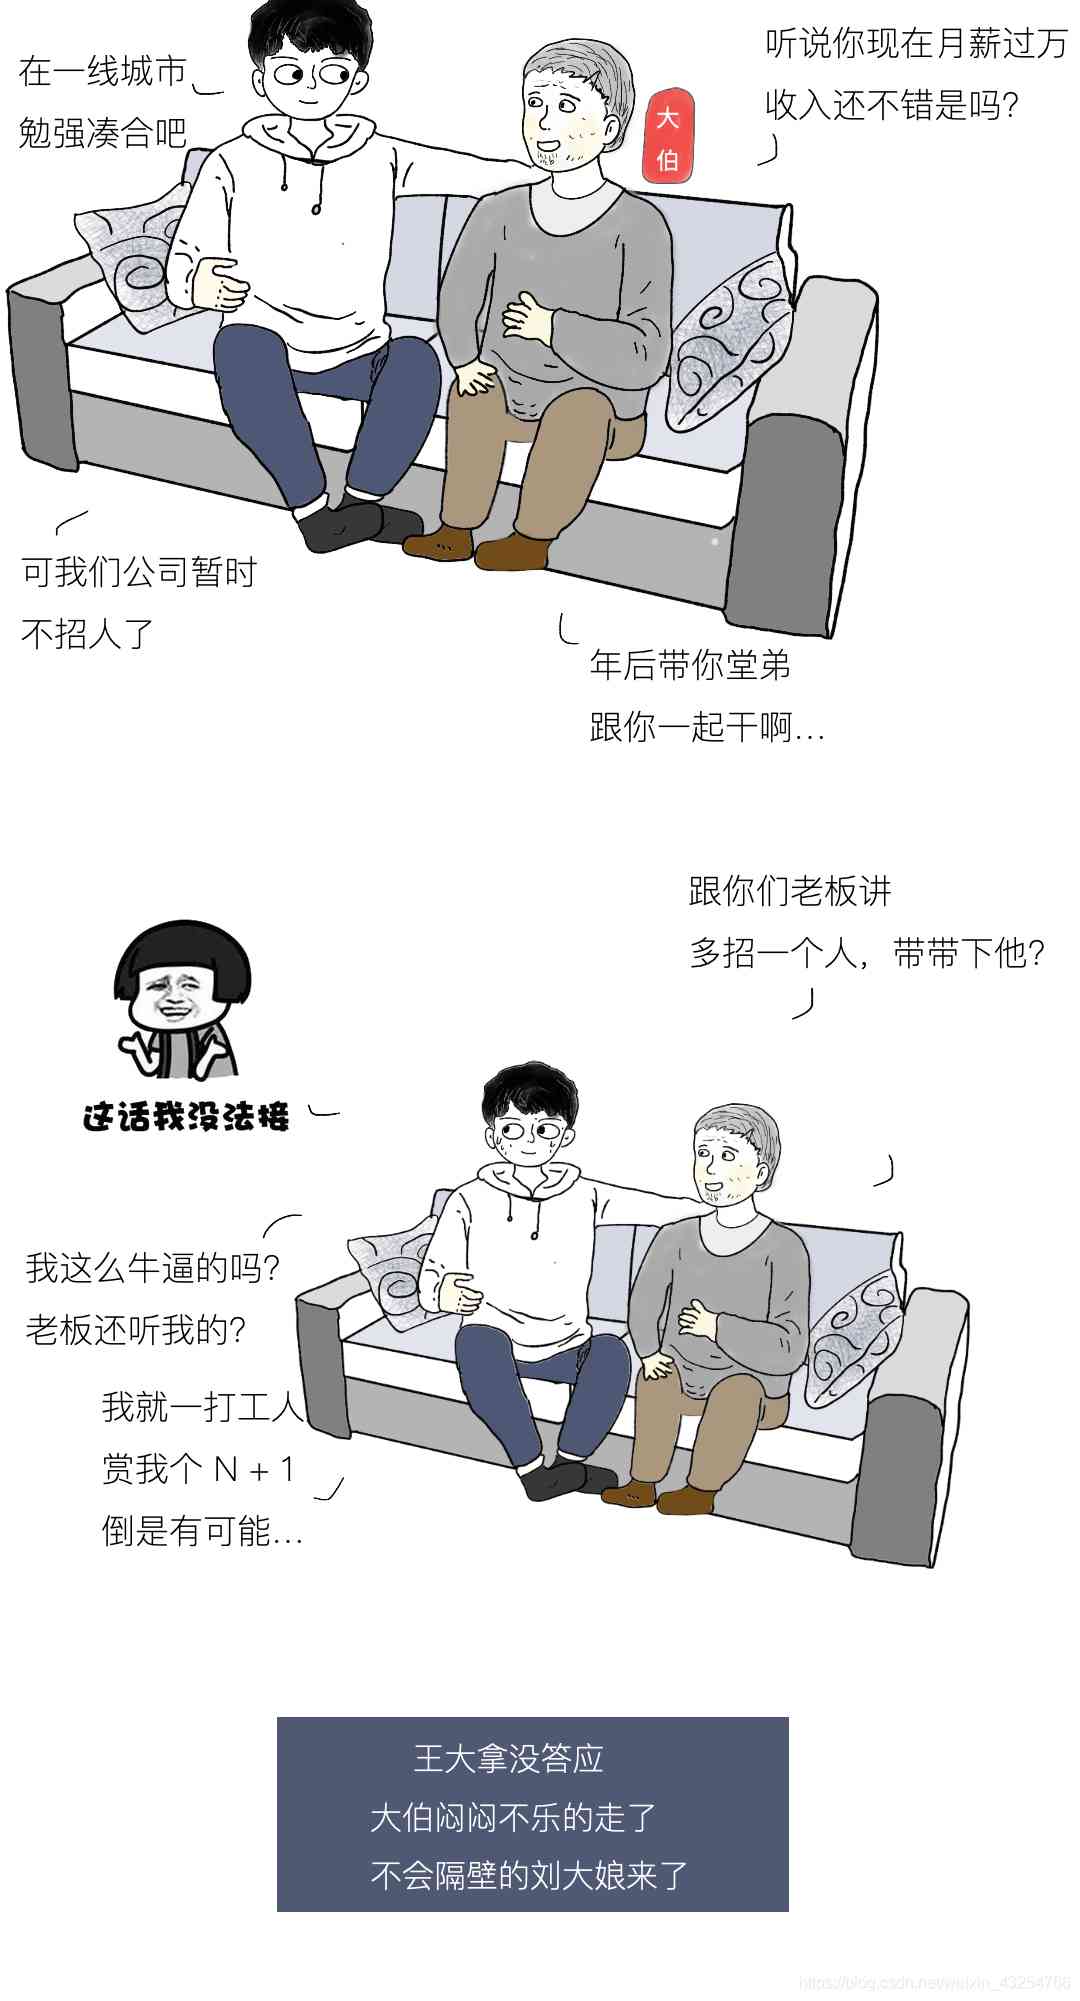 听说你现在月薪过万
收入还不错是吗?
大
伯
在一线城市
勉强凑合吧
年后带你堂弟
跟你一起干啊...
可我们公司暂时
不招人了
跟你们老板讲
多招一个人，带带下他?
这话我没法接
我这么牛逼的吗?
老板还听我的?
我就一打工人
赏我个 N + 1
倒是有可能...
王大拿没答应
大伯闷闷不乐的走了
不会隔壁的刘大娘来了
https://blog.csdn.net/weixin_43254766